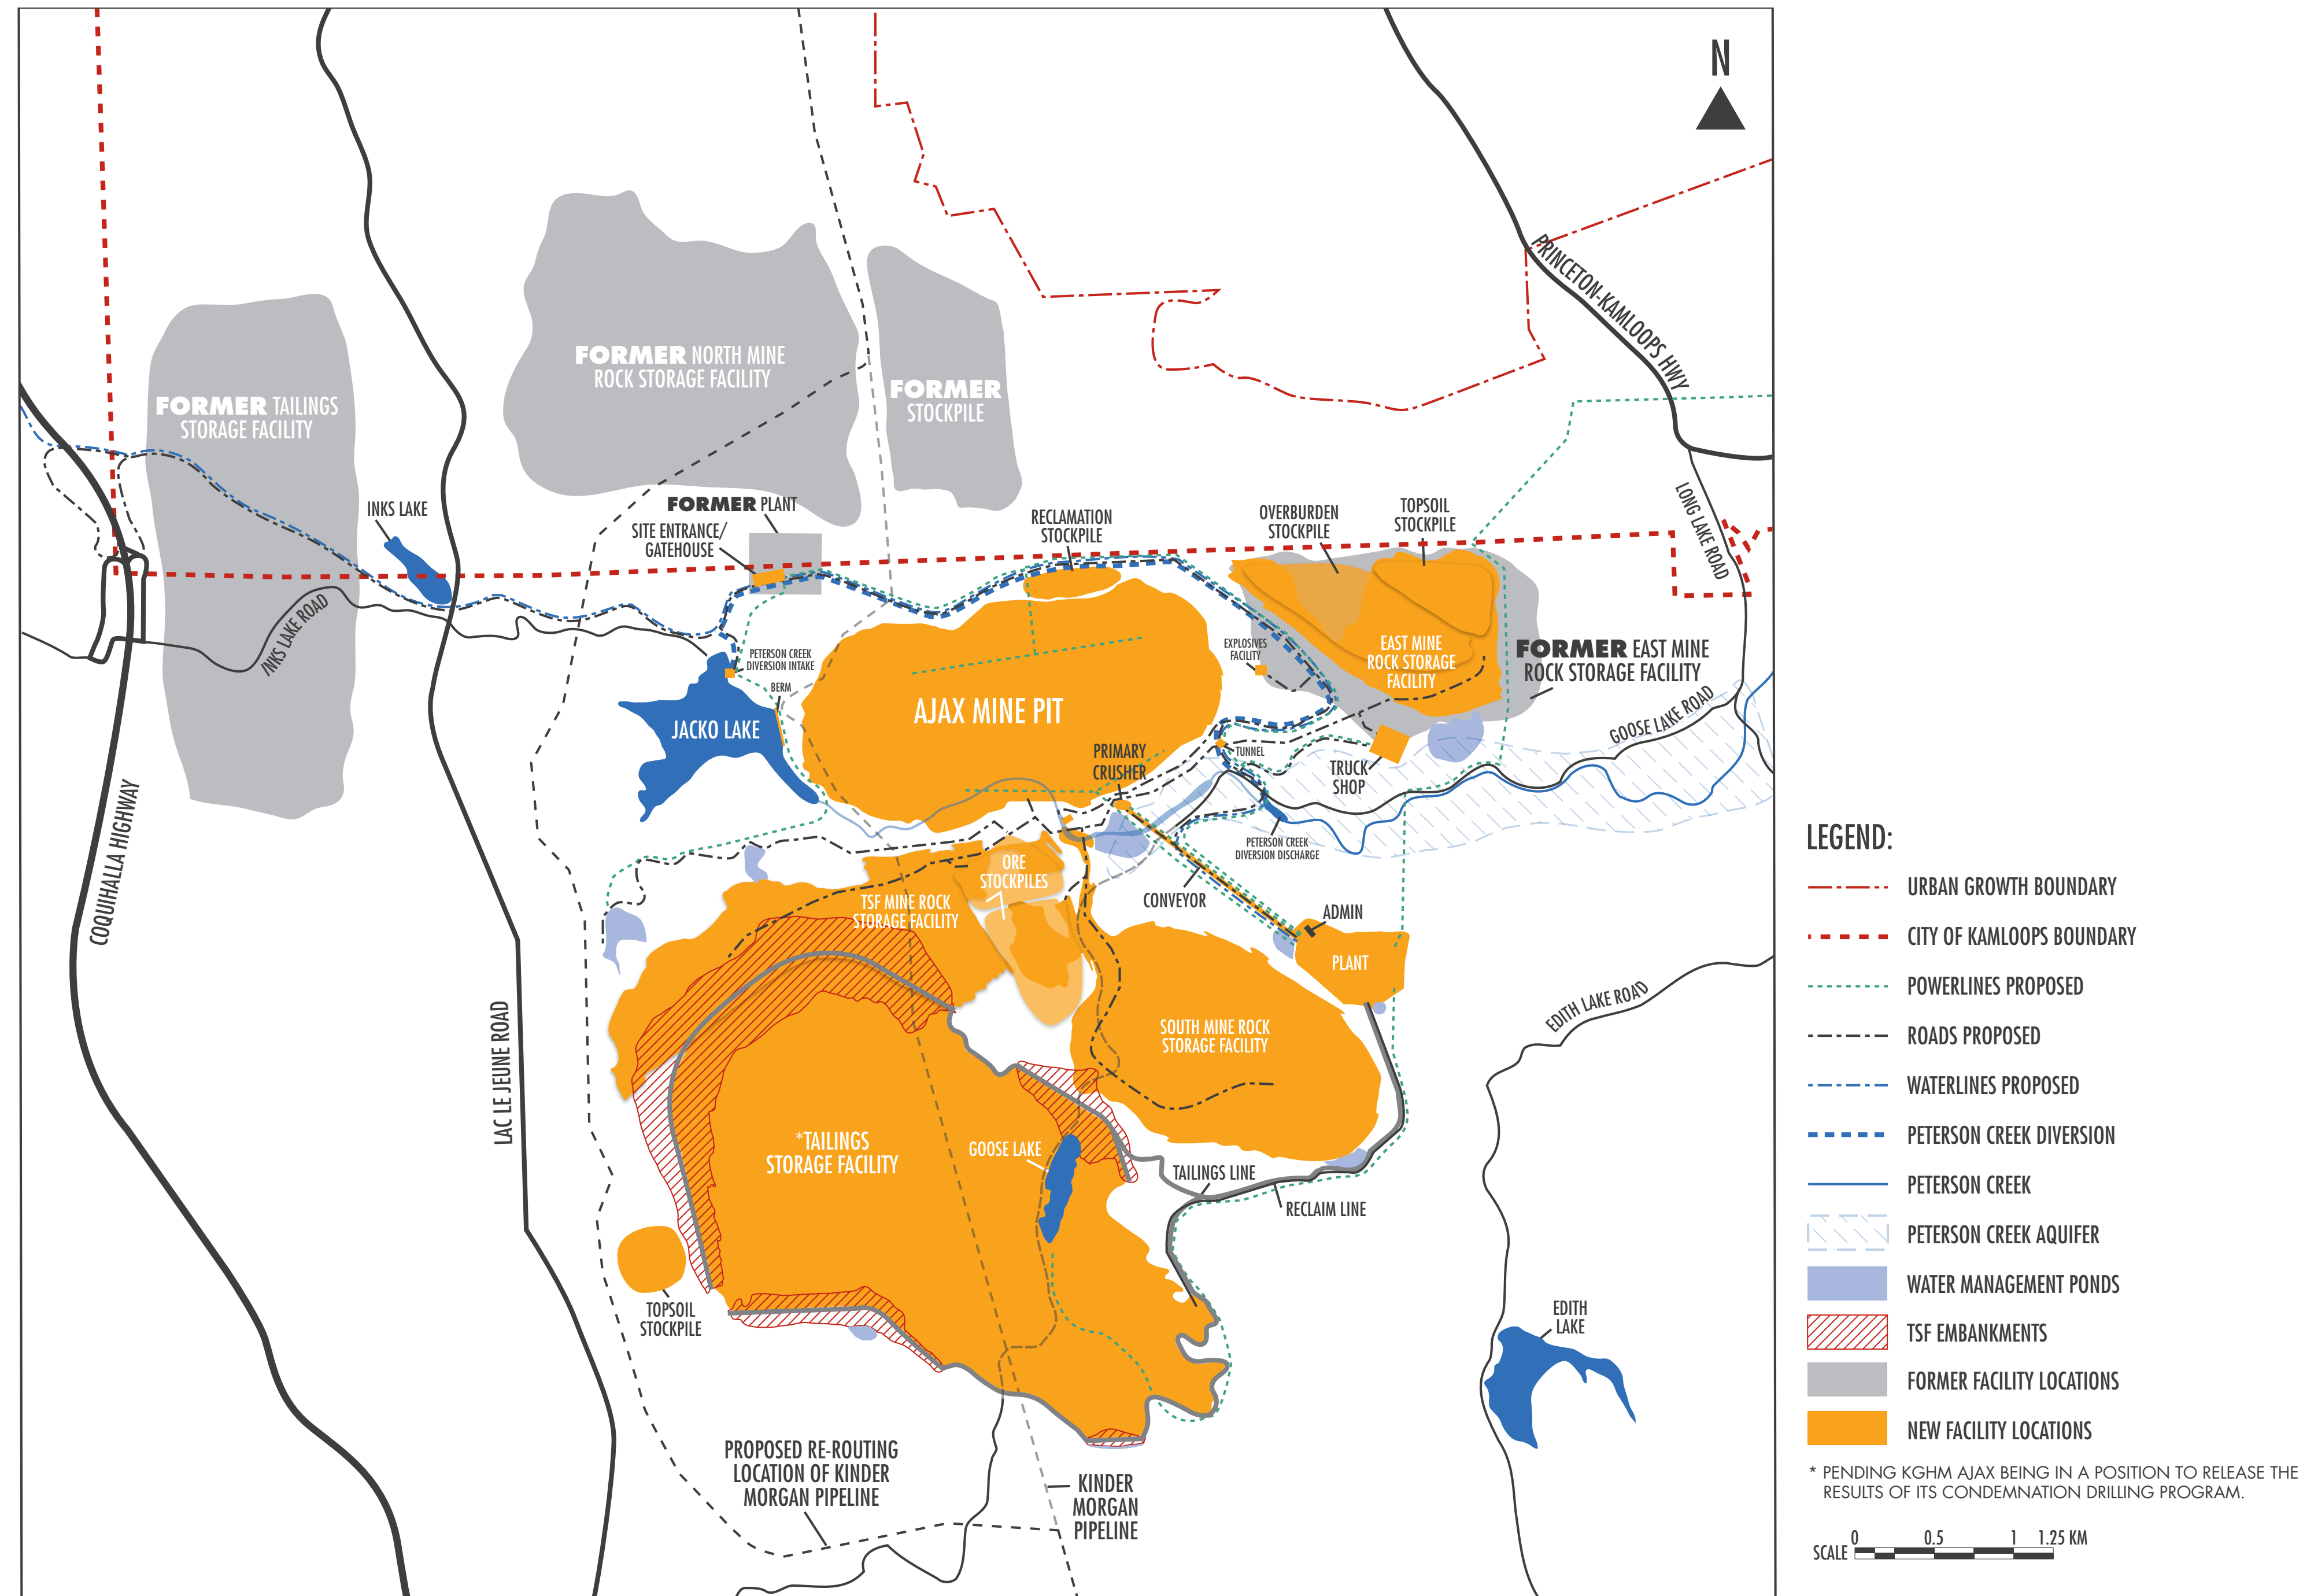 N
PRINCETON-KAMLOOPS HWY
FORMER NORTH MINE
ROCK STORAGE FACILITY
FORMER
STOCKPILE
FORMER TAILINGS
STORAGE FACILITY
INKS LAKE
FORMER PLANT
SITE ENTRANCE/
GATEHOUSE
RECLAMATION
STOCKPILE
OVERBURDEN
STOCKPILE
TOPSOIL
STOCKPILE
LONG LAKE ROAD
INKS LAKE ROAD
PETERSON CREEK
DIVERSION INTAKE
BERM
EXPLOSIVES
FACILITY
EAST MINE
ROCK STORAGE
FACILITY
FORMER EAST MINE
ROCK STORAGE FACILITY
GOOSE LAKE ROAD
JACKO LAKE
AJAX MINE PIT
PRIMARY
CRUSHER
TUNNEL
TRUCK
SHOP
COQUIHALLA HIGHWAY
PETERSON CREEK
DIVERSION DISCHARGE
ORE
STOCKPILES
TSF MINE ROCK
STORAGE FACILITY
CONVEYOR
ADMIN
PLANT
LAC LE JEUNE ROAD
SOUTH MINE ROCK
STORAGE FACILITY
EDITH LAKE ROAD
*TAILINGS
STORAGE FACILITY
GOOSE LAKE
TAILINGS LINE
RECLAIM LINE
TOPSOIL
STOCKPILE
EDITH
LAKE
PROPOSED RE-ROUTING
LOCATION OF KINDER
MORGAN PIPELINE
KINDER
MORGAN
PIPELINE
LEGEND:
URBAN GROWTH BOUNDARY
CITY OF KAMLOOPS BOUNDARY
POWERLINES PROPOSED
ROADS PROPOSED
WATERLINES PROPOSED
PETERSON CREEK DIVERSION
PETERSON CREEK
PETERSON CREEK AQUIFER
WATER MANAGEMENT PONDS
TSF EMBANKMENTS
FORMER FACILITY LOCATIONS
NEW FACILITY LOCATIONS
* PENDING KGHM AJAX BEING IN A POSITION TO RELEASE THE
RESULTS OF ITS CONDEMNATION DRILLING PROGRAM.
0 0.5 1 1.25 KM
SCALE